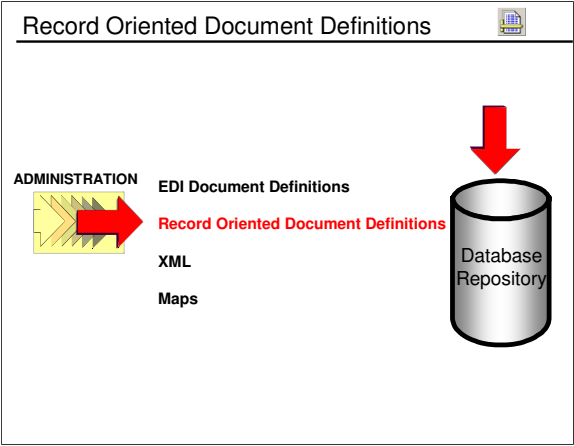 Record Oriented Document Definitions
ADMINISTRATION
EDI Document Definitions
Record Oriented Document Definitions
XML
Maps
Database
Repository